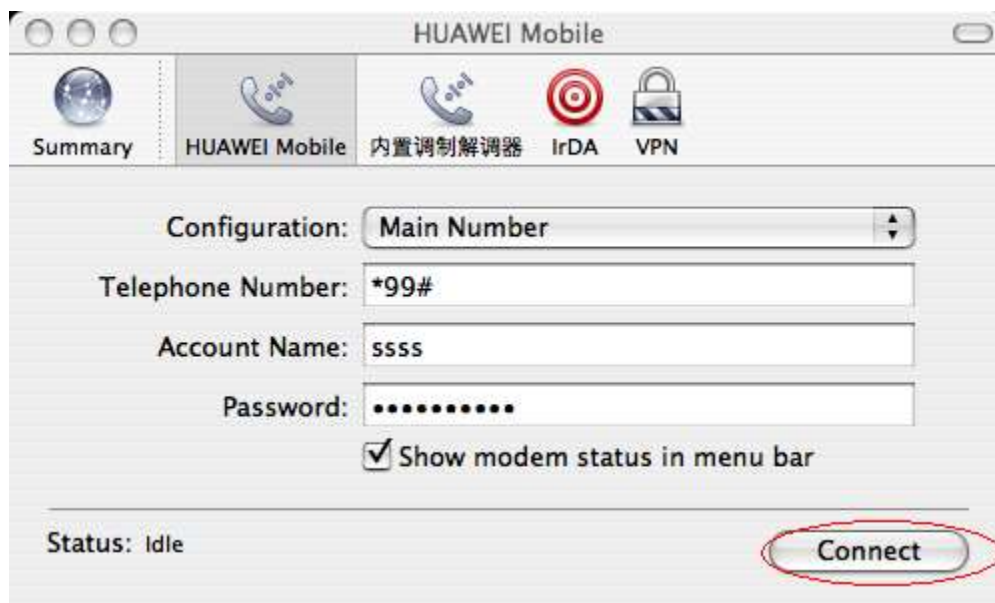 HUAWEI Mobile
Summary
HUAWEI Mobile
内置调制解调器
IrDA
VPN
Configuration: Main Number
Telephone Number: *99#
Account Name: ssss
Password: ••••••••••
Show modem status in menu bar
Status: Idle
Connect